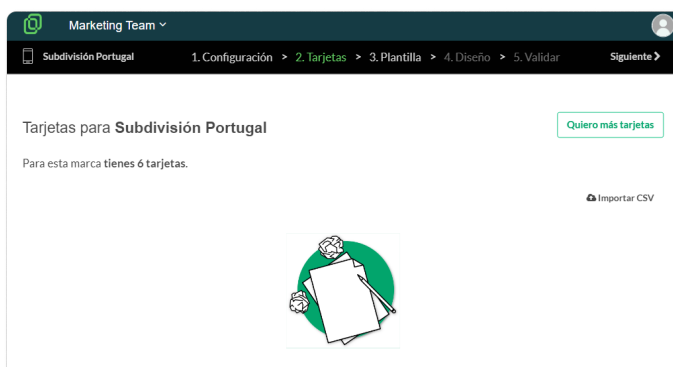 Marketing Team
Subdivisión Portugal 1. Configuración > 2. Tarjetas > 3. Plantilla > 4. Diseño > 5. Validar Siguiente >
Tarjetas para Subdivisión Portugal Quiero más tarjetas
Para esta marca tienes 6 tarjetas.
Importar CSV